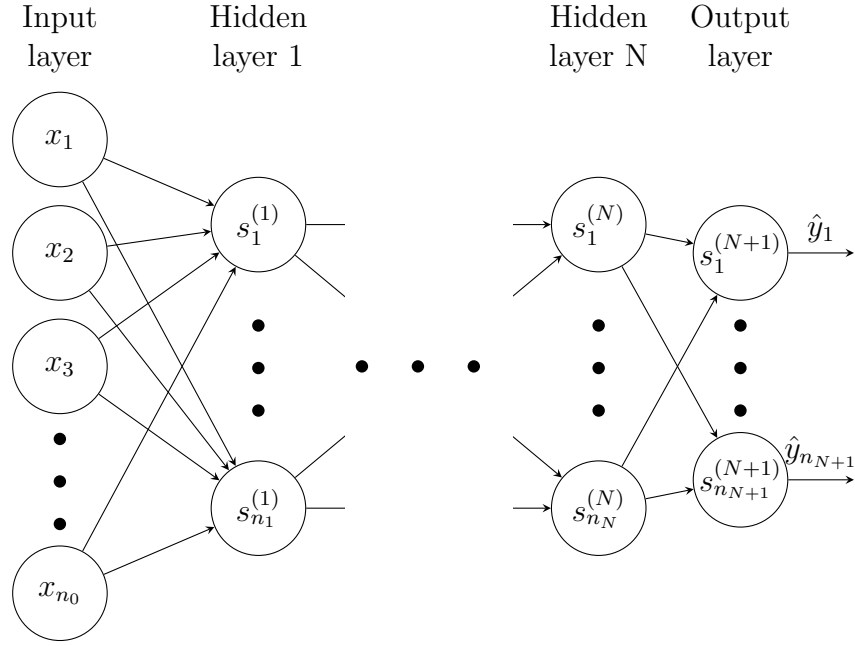 Input
layer
Hidden
layer 1
Hidden
layer N
Output
layer
x_1
x_2
x_3
x_{n_0}
s_1^{(1)}
s_{n_1}^{(1)}
s_1^{(N)}
s_{n_N}^{(N)}
s_1^{(N+1)}
s_{n_{N+1}}^{(N+1)}
ŷ_1
ŷ_{n_{N+1}}